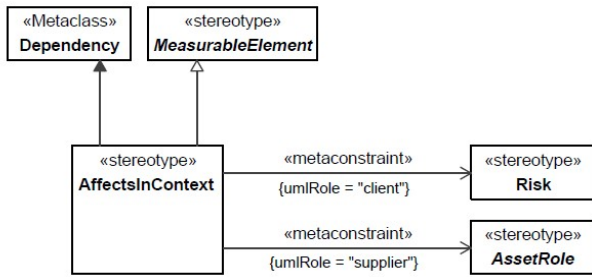 «Metaclass»
Dependency
«stereotype»
MeasurableElement
«stereotype»
AffectsInContext
«metaconstraint»
{umlRole = "client"}
«stereotype»
Risk
«metaconstraint»
{umlRole = "supplier"}
«stereotype»
AssetRole